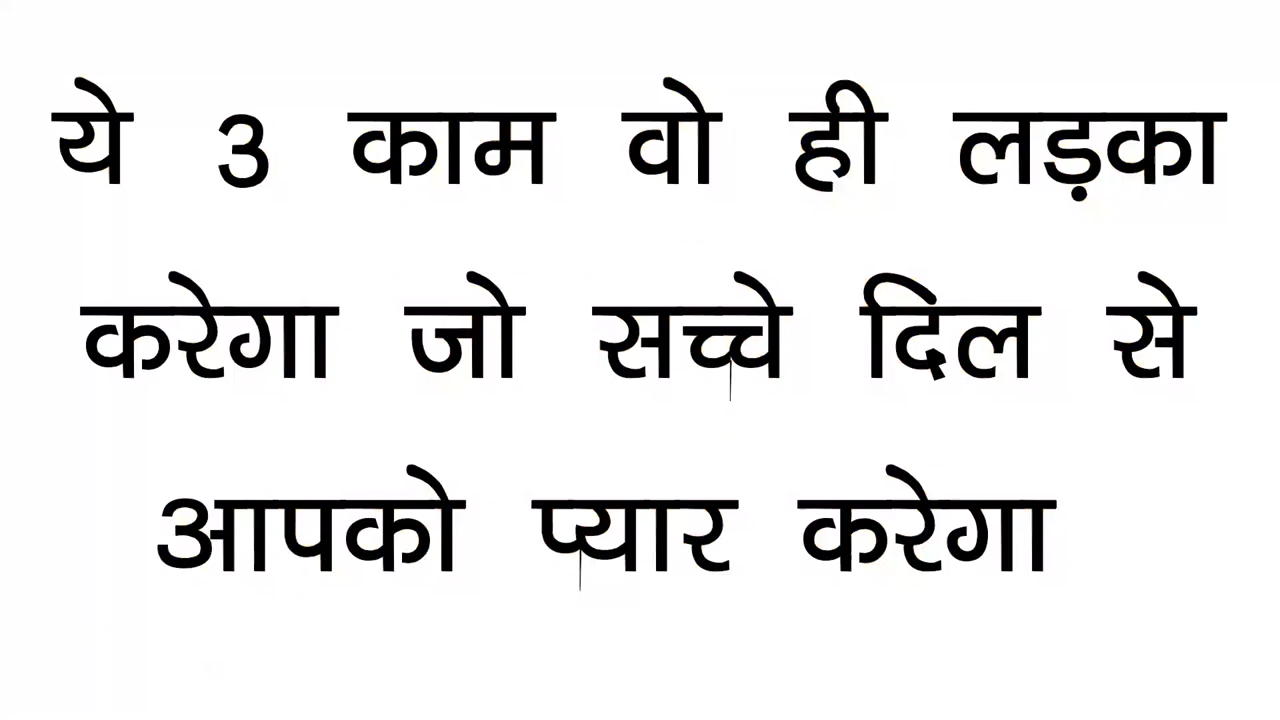 ये 3 काम वो ही लड़का
करेगा जो सच्चे दिल से
आपको प्यार करेगा